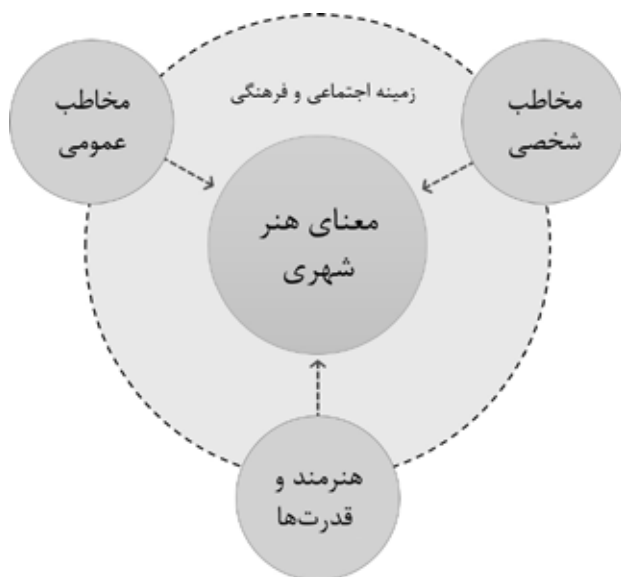 زمینه اجتماعی و فرهنگی
مخاطب
شخصی
مخاطب
عمومی
معنای هنر
شهری
هنرمند و
قدرت‌ها